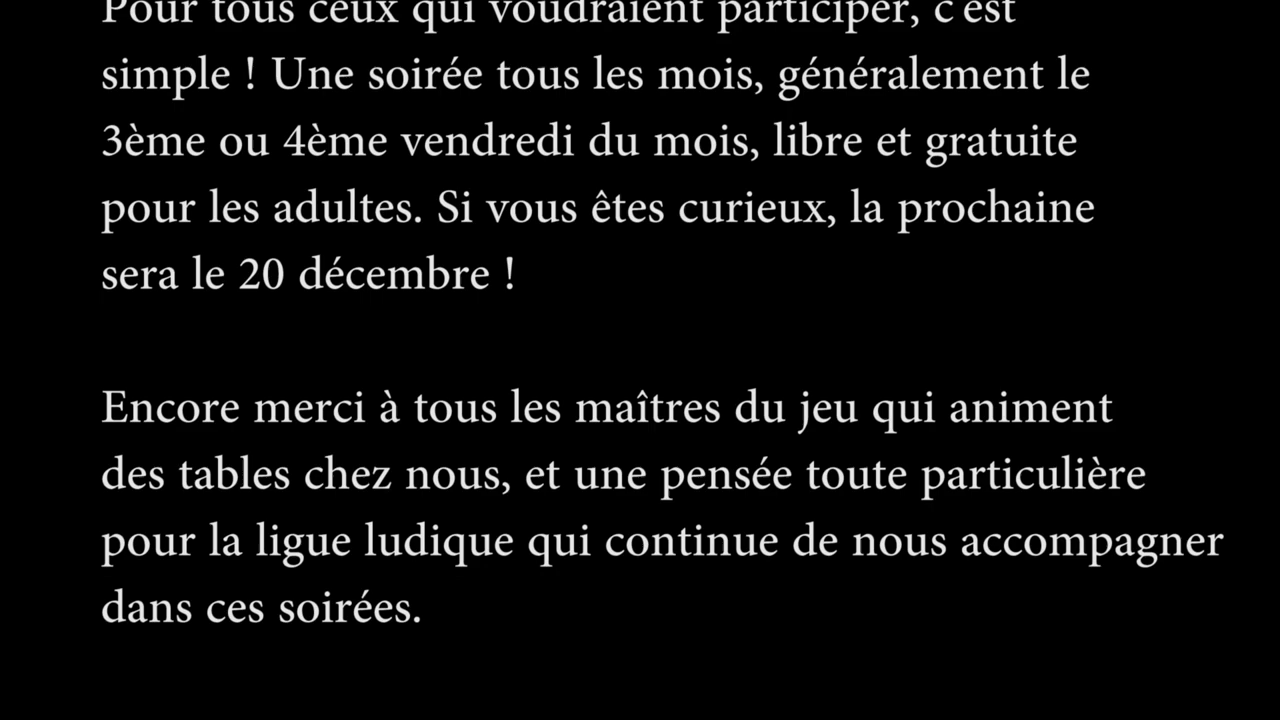 Pour tous ceux qui voudraient participer, c'est
simple ! Une soirée tous les mois, généralement le
3ème ou 4ème vendredi du mois, libre et gratuite
pour les adultes. Si vous êtes curieux, la prochaine
sera le 20 décembre !
Encore merci à tous les maîtres du jeu qui animent
des tables chez nous, et une pensée toute particulière
pour la ligue ludique qui continue de nous accompagner
dans ces soirées.